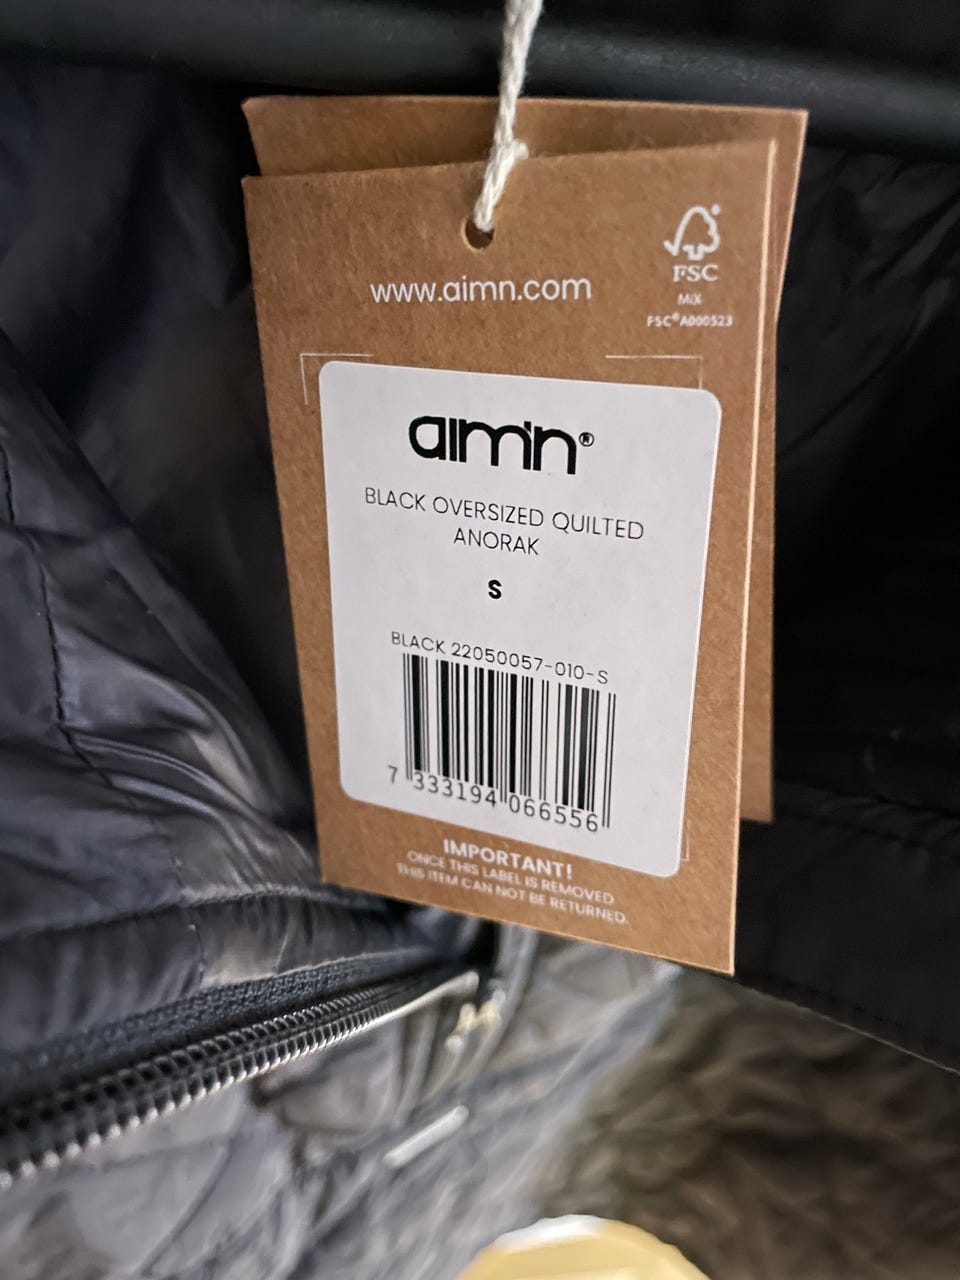 FSC
www.aimn.com
MIX
FSC® A000523
aim'n®
BLACK OVERSIZED QUILTED
ANORAK
S
BLACK 22050057-010-S
7 333194 066556
IMPORTANT!
ONCE THIS LABEL IS REMOVED
THIS ITEM CAN NOT BE RETURNED.